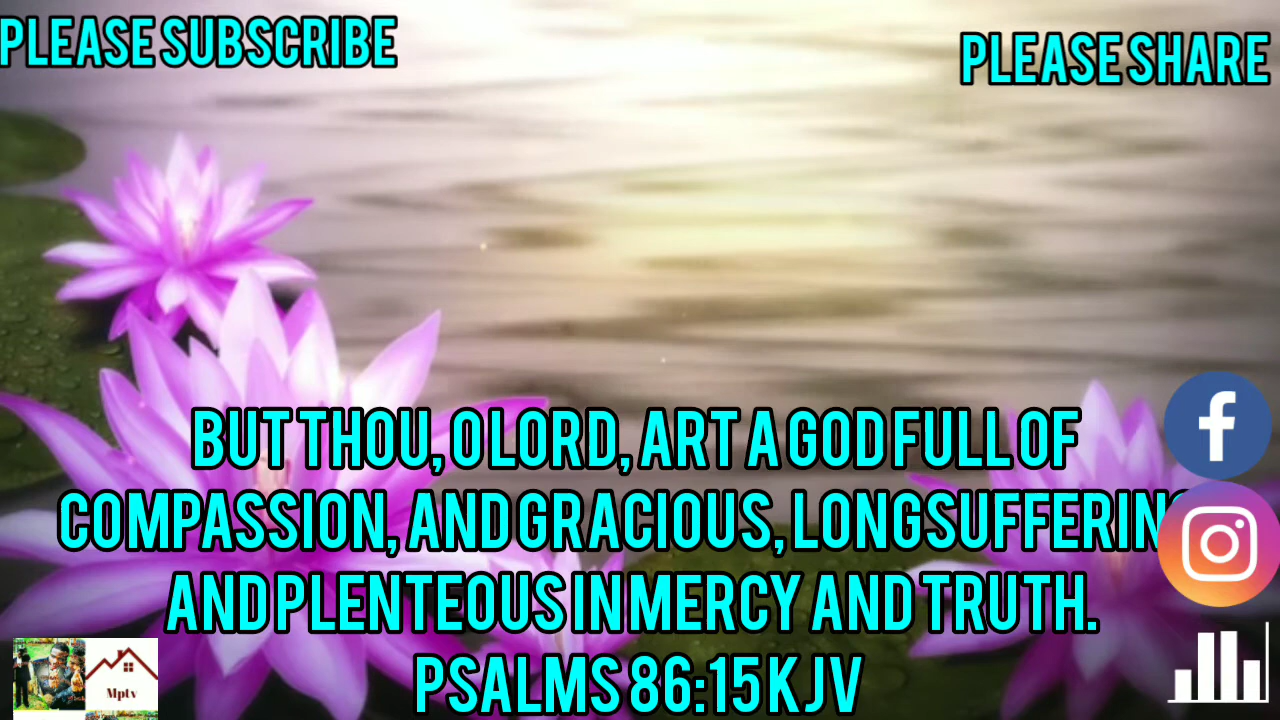 PLEASE SUBSCRIBE
PLEASE SHARE
BUT THOU, O LORD, ART A GOD FULL OF
COMPASSION, AND GRACIOUS, LONGSUFFERING
AND PLENTEOUS IN MERCY AND TRUTH.
PSALMS 86:15 KJV
Mptv